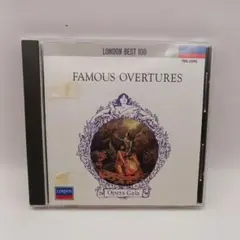 LONDON BEST 100
FAMOUS OVERTURES
Opera Gala
LONDON